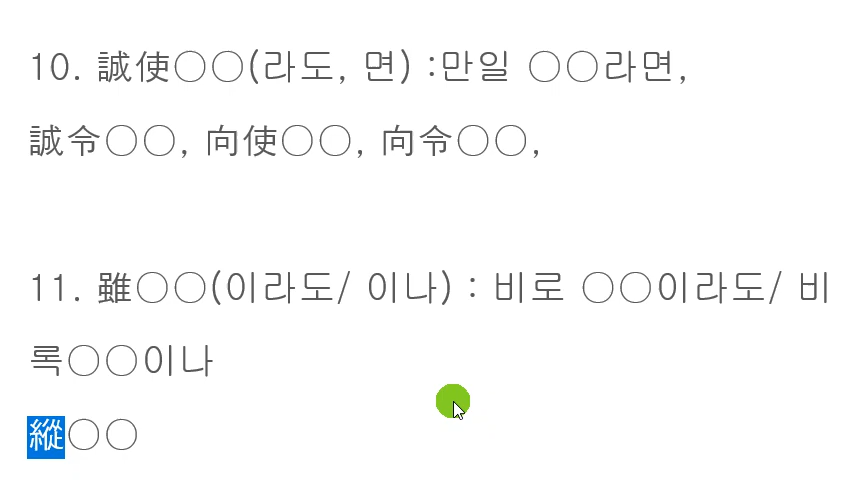 10. 誠使○○(라도, 면) :만일 ○○라면,
誠令○○, 向使○○, 向令○○,
11. 雖○○(이라도/ 이나) : 비로 ○○이라도/ 비
록○○이나
縱○○